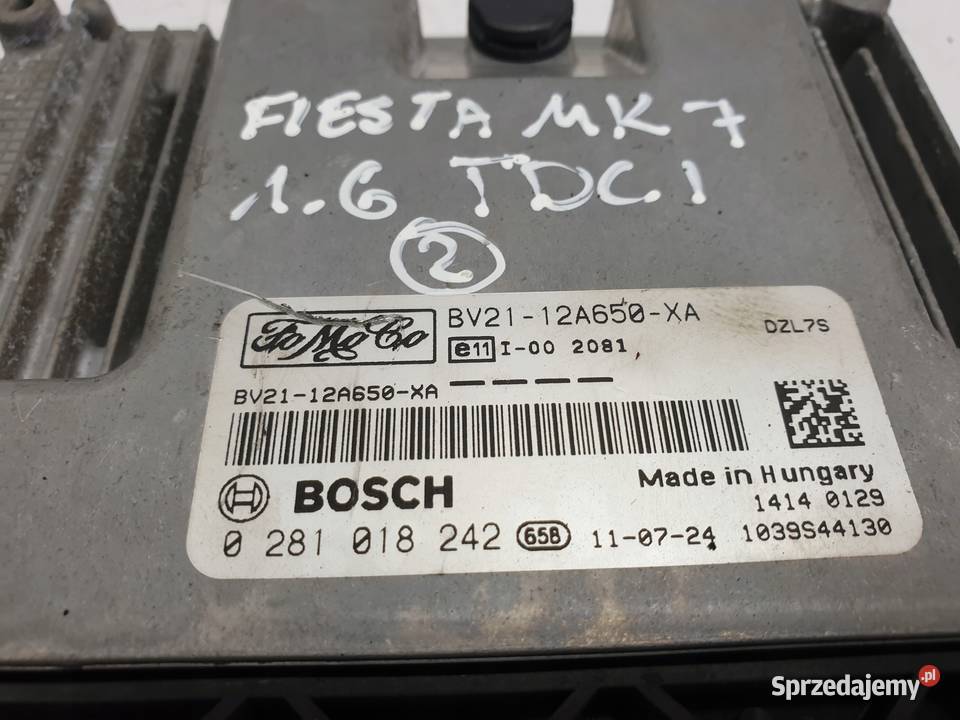 FIESTA MK7
1.6 TDCI
2
FoMoCo
BV21-12A650-XA
DZL7S
e11 I-00 2081
BV21-12A650-XA
BOSCH
Made in Hungary
1414 0129
0 281 018 242 658 11-07-24 1039S44130
Sprzedajemy.pl